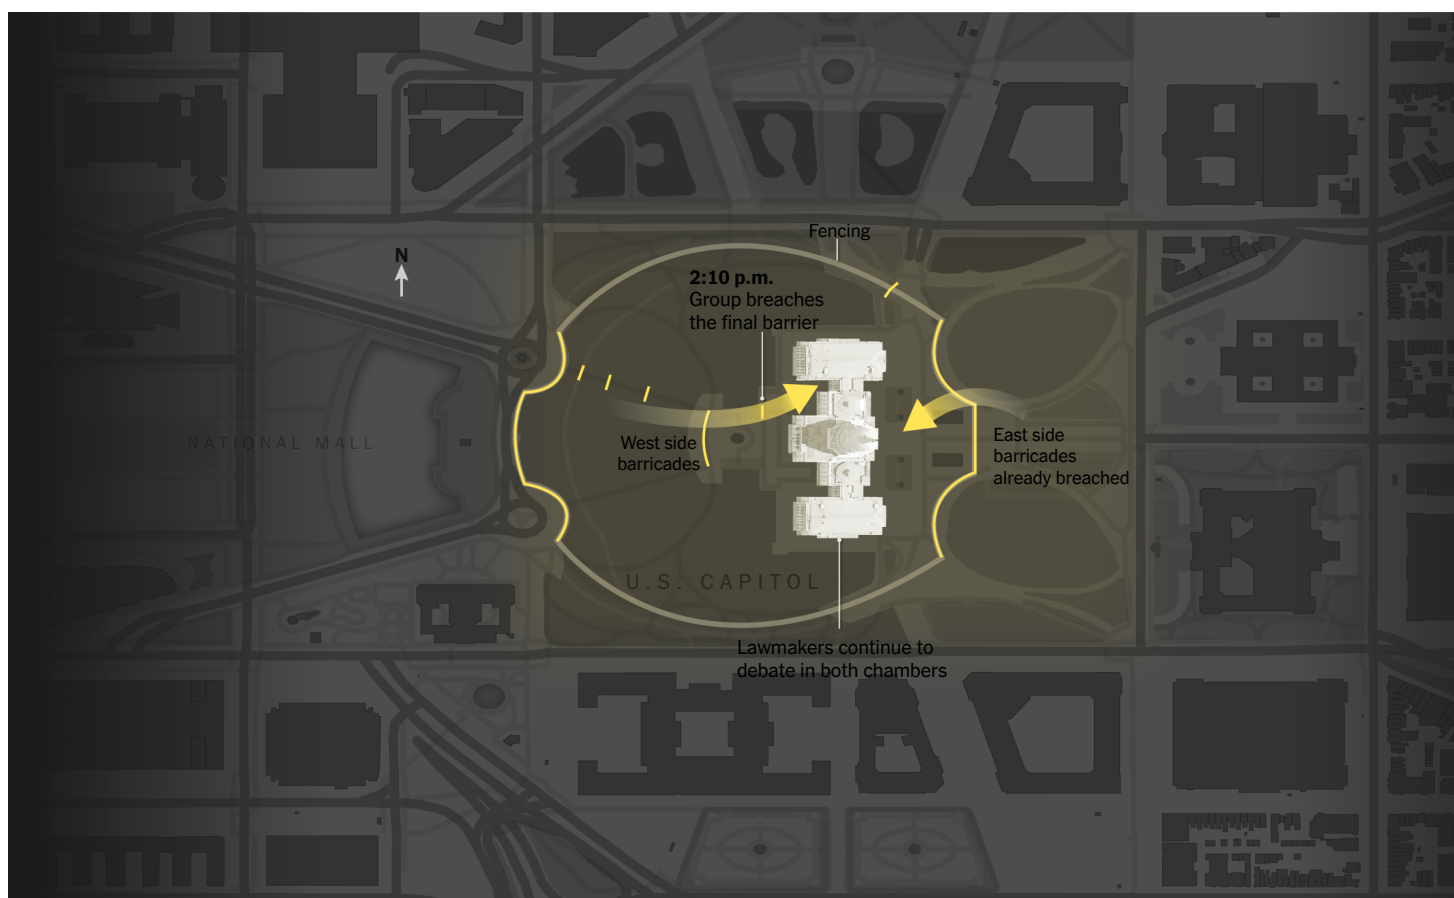 Fencing
N
2:10 p.m.
Group breaches
the final barrier
NATIONAL MALL
West side
barricades
East side
barricades
already breached
U.S. CAPITOL
Lawmakers continue to
debate in both chambers